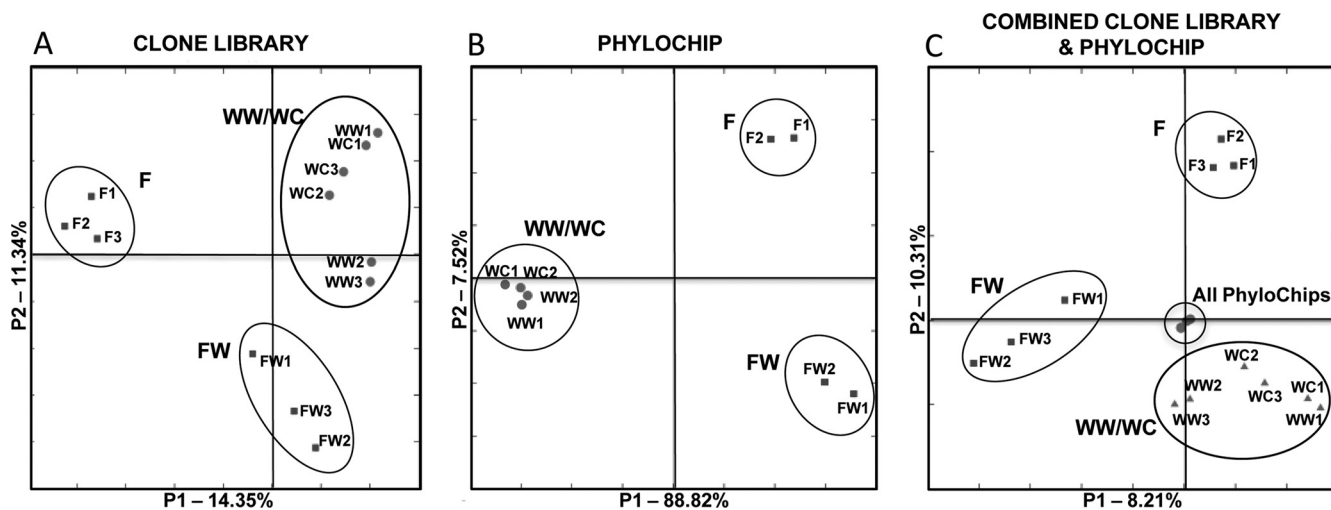 A
CLONE LIBRARY
WW/WC
WW1
WC1
WC3
WC2
F
F1
F2
F3
WW2
WW3
FW
FW1
FW3
FW2
P2 – 11.34%
P1 – 14.35%
B
PHYLOCHIP
F
F2
F1
WW/WC
WC1
WC2
WW2
WW1
FW
FW2
FW1
P2 – 7.52%
P1 – 88.82%
C
COMBINED CLONE LIBRARY
& PHYLOCHIP
F
F2
F3
F1
FW
FW1
FW3
FW2
All PhyloChips
WC2
WW2
WC3
WC1
WW3
WW1
WW/WC
P2 – 10.31%
P1 – 8.21%